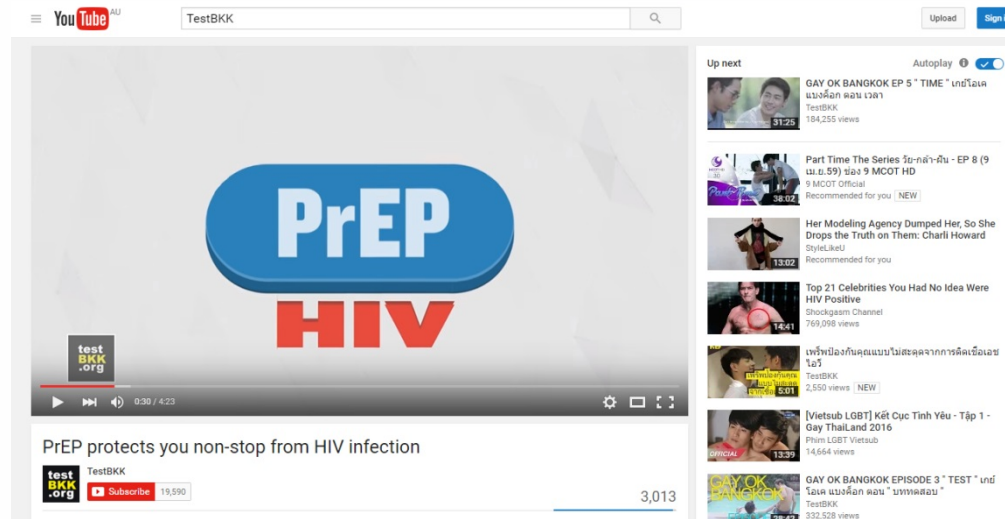 YouTube AU
TestBKK
Upload
Sign i
PrEP
HIV
test
BKK
.org
0:30 / 4:23
PrEP protects you non-stop from HIV infection
test
BKK
.org
TestBKK
Subscribe 19,590
3,013
Up next
Autoplay
GAY OK BANGKOK EP 5 " TIME " เกย์โอเค
แบงค็อก ตอน เวลา
TestBKK
184,255 views
31:25
Part Time The Series วัย-กล้า-ฝัน - EP 8 (9
เม.ย.59) ช่อง 9 MCOT HD
9 MCOT Official
Recommended for you NEW
38:02
Her Modeling Agency Dumped Her, So She
Drops the Truth on Them: Charli Howard
StyleLikeU
Recommended for you
13:02
Top 21 Celebrities You Had No Idea Were
HIV Positive
Shockgasm Channel
769,098 views
14:41
เพร็พป้องกันคุณแบบไม่สะดุดจากการติดเชื้อเอช
ไอวี
TestBKK
2,550 views NEW
5:01
[Vietsub LGBT] Kết Cục Tình Yêu - Tập 1 -
Gay ThaiLand 2016
Phim LGBT Vietsub
14,664 views
OFFICIAL
13:39
GAY OK BANGKOK EPISODE 3 " TEST " เกย์
โอเค แบงค็อก ตอน " บททดสอบ "
TestBKK
332,528 views
GAY OK
BANGKOK
28:42